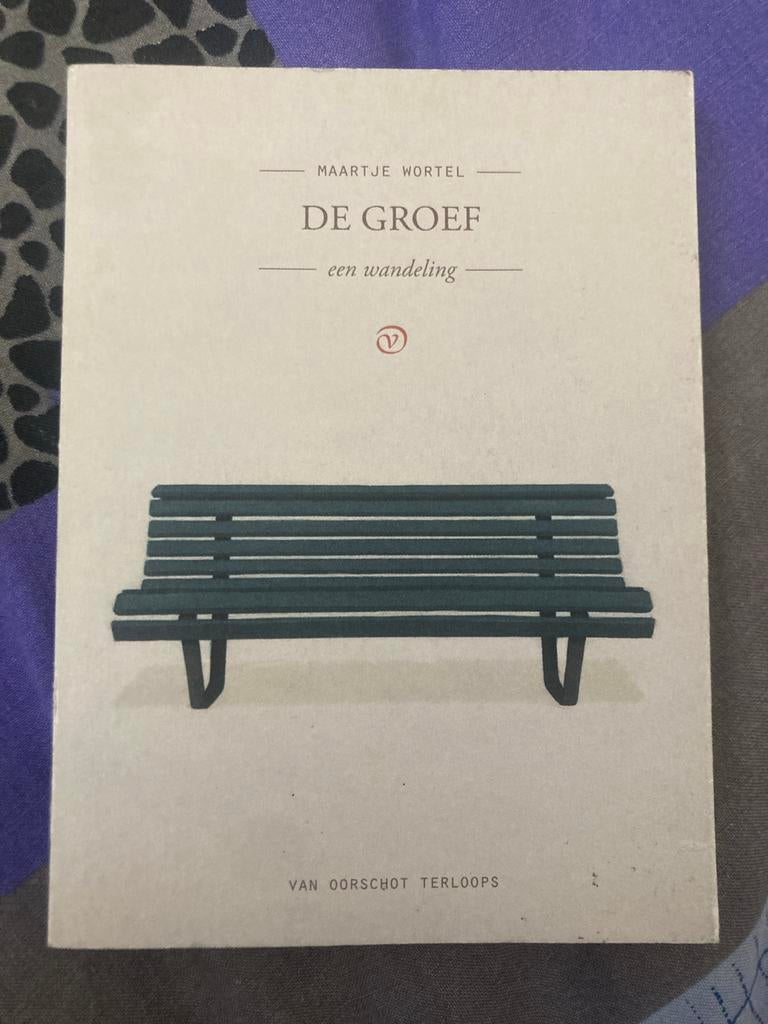 MAARTJE WORTEL
DE GROEF
een wandeling
v
VAN OORSCHOT TERLOOPS